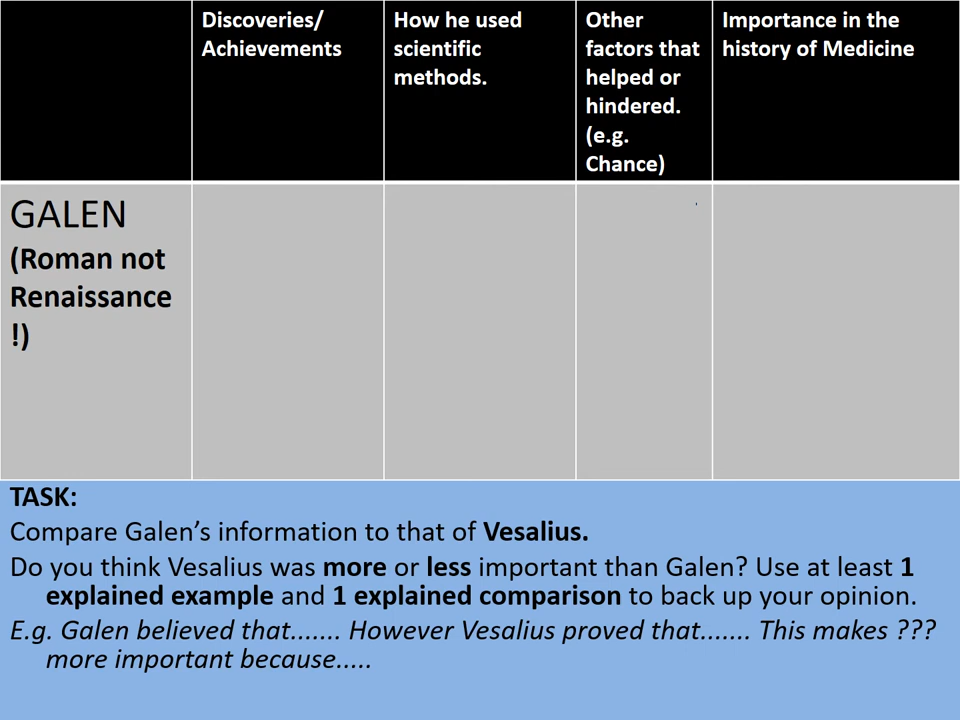 Discoveries/
Achievements
How he used
scientific
methods.
Other
factors that
helped or
hindered.
(e.g.
Chance)
Importance in the
history of Medicine
GALEN
(Roman not
Renaissance
!)
TASK:
Compare Galen’s information to that of Vesalius.
Do you think Vesalius was more or less important than Galen? Use at least 1
explained example and 1 explained comparison to back up your opinion.
E.g. Galen believed that....... However Vesalius proved that....... This makes ???
more important because.....